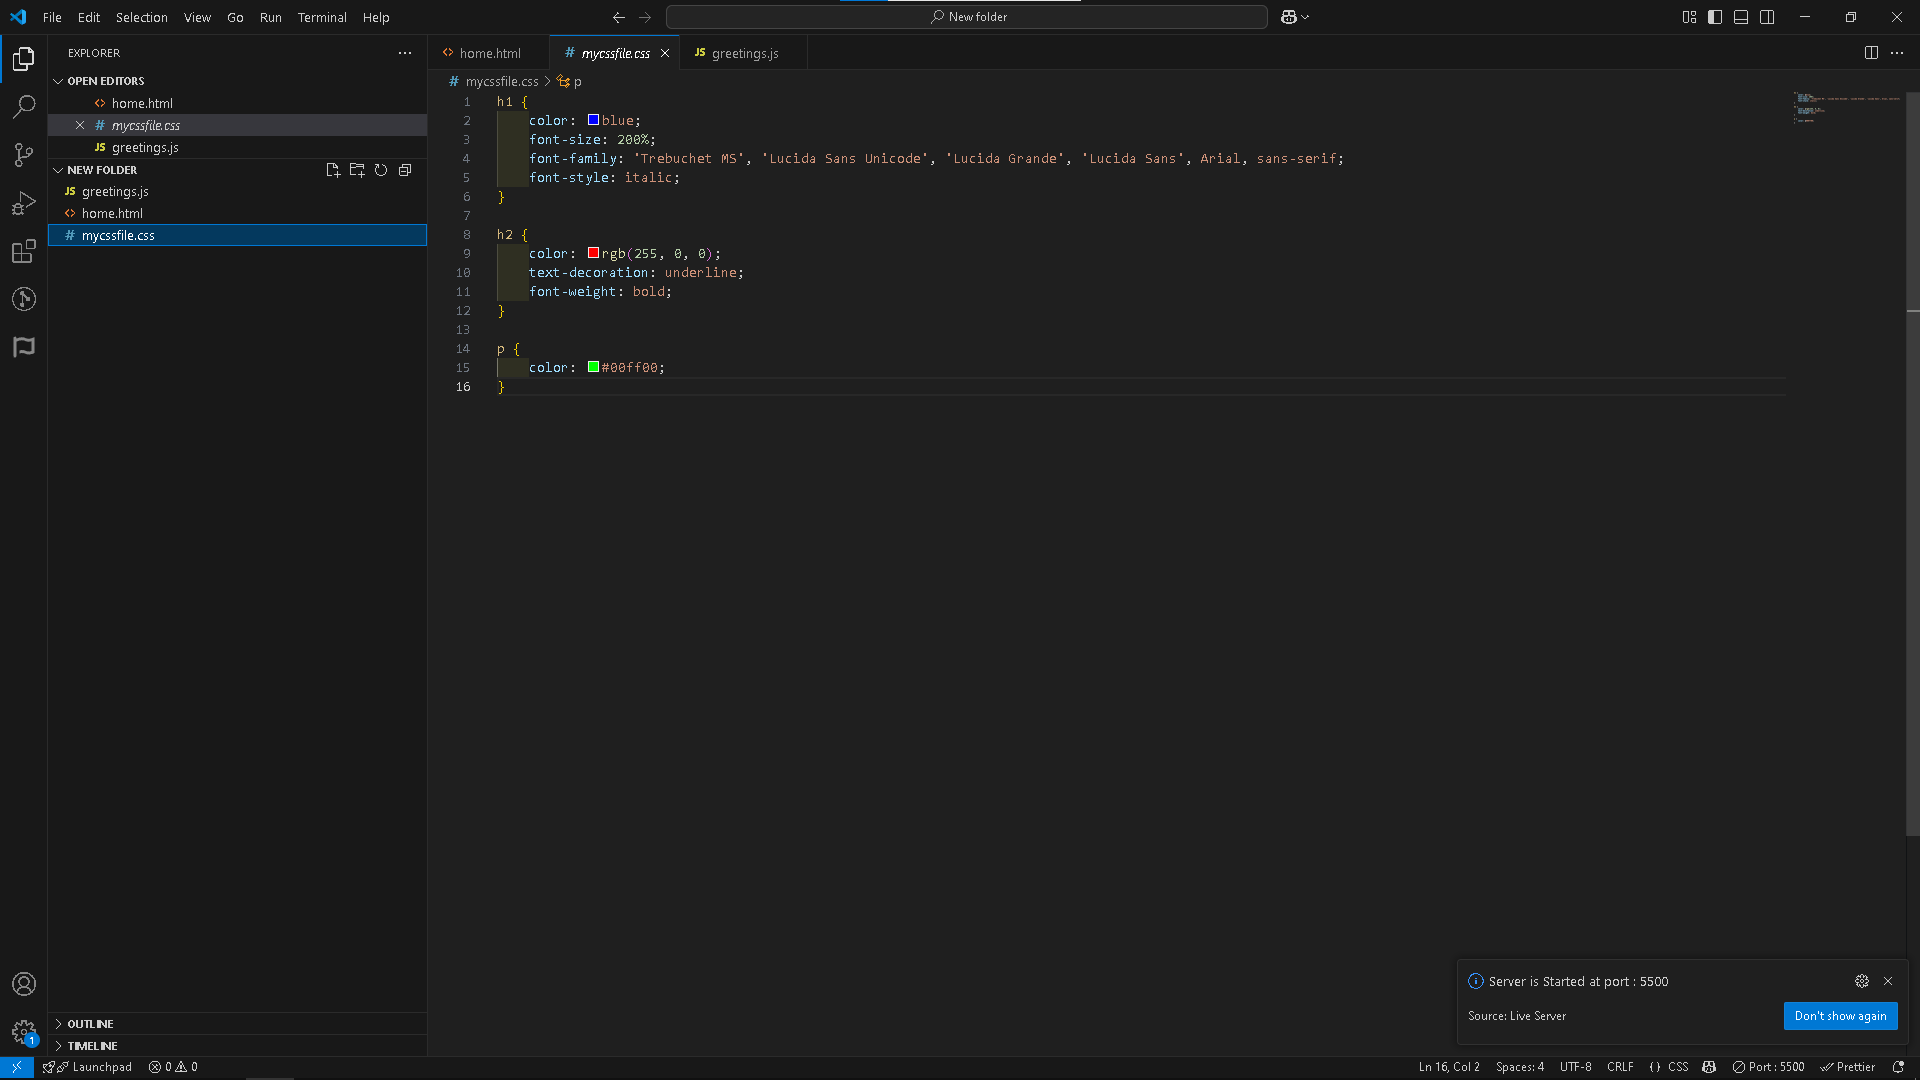 File Edit Selection View Go Run Terminal Help
New folder
EXPLORER
OPEN EDITORS
home.html
mycssfile.css
greetings.js
NEW FOLDER
greetings.js
home.html
mycssfile.css
OUTLINE
TIMELINE
home.html mycssfile.css greetings.js
mycssfile.css > p
1 h1 {
2 color: blue;
3 font-size: 200%;
4 font-family: 'Trebuchet MS', 'Lucida Sans Unicode', 'Lucida Grande', 'Lucida Sans', Arial, sans-serif;
5 font-style: italic;
6 }
7
8 h2 {
9 color: rgb(255, 0, 0);
10 text-decoration: underline;
11 font-weight: bold;
12 }
13
14 p {
15 color: #00ff00;
16 }
Server is Started at port : 5500
Source: Live Server
Don't show again
1
Launchpad 0 0 Ln 16, Col 2 Spaces: 4 UTF-8 CRLF {} CSS Port : 5500 Prettier